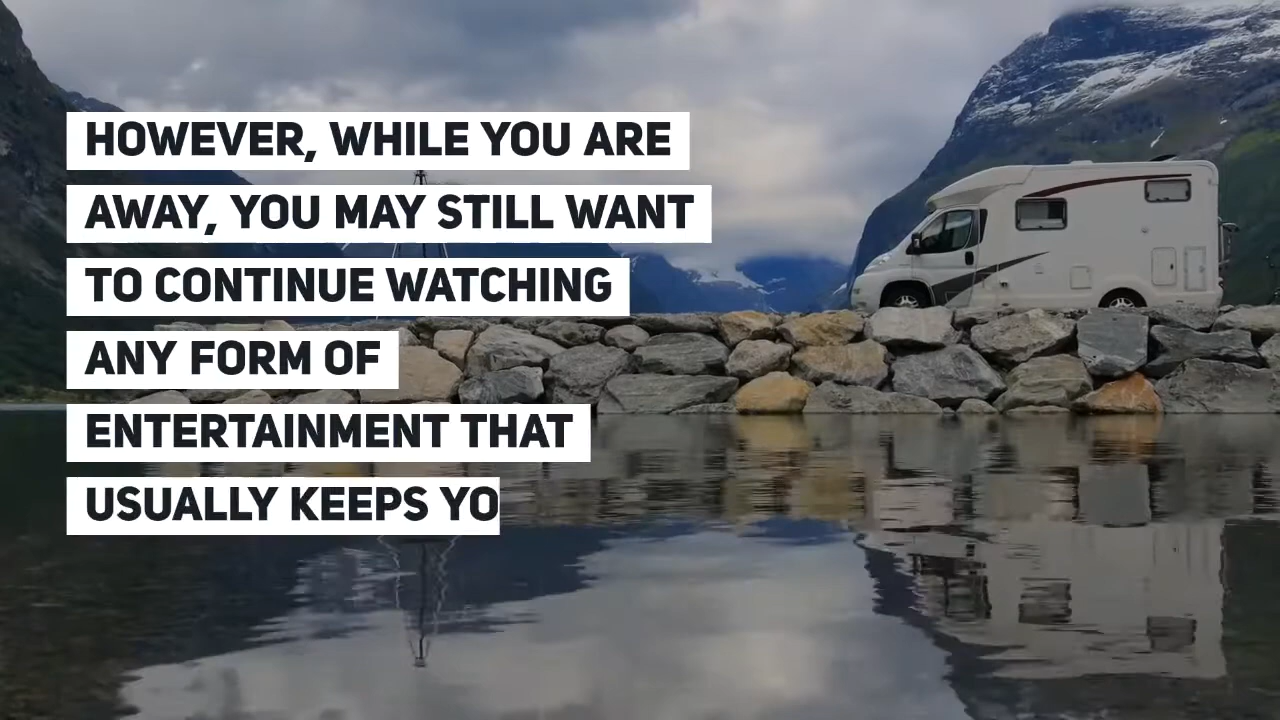 HOWEVER, WHILE YOU ARE
AWAY, YOU MAY STILL WANT
TO CONTINUE WATCHING
ANY FORM OF
ENTERTAINMENT THAT
USUALLY KEEPS YO